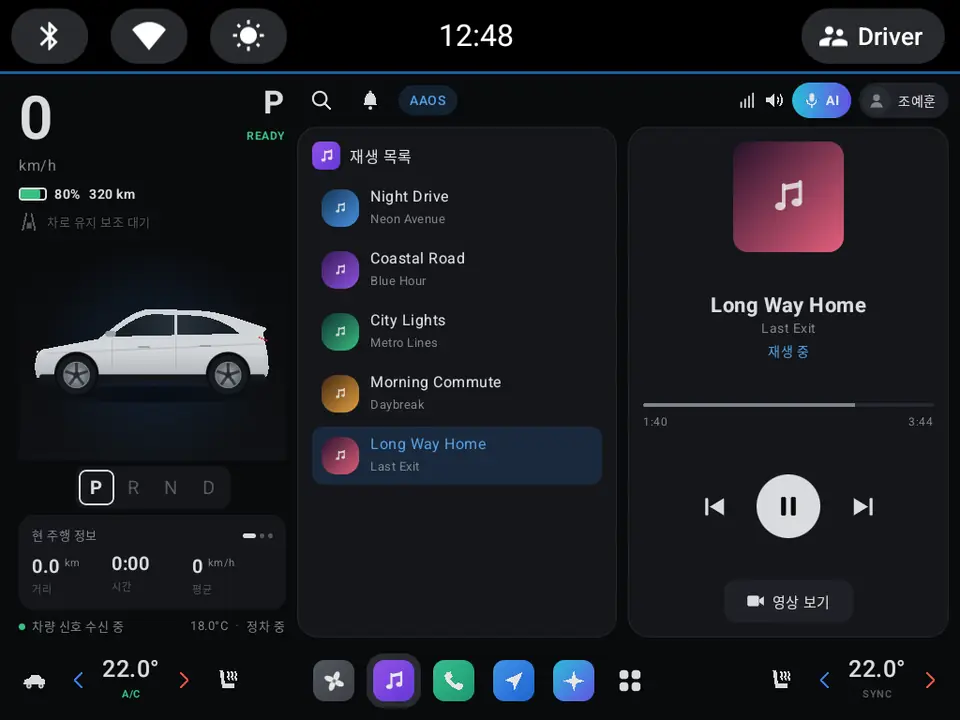 12:48
Driver
0
P
READY
km/h
80% 320 km
차로 유지 보조 대기
AAOS
AI
조예훈
재생 목록
Night Drive
Neon Avenue
Coastal Road
Blue Hour
City Lights
Metro Lines
Morning Commute
Daybreak
Long Way Home
Last Exit
Long Way Home
Last Exit
재생 중
1:40
3:44
영상 보기
P R N D
현 주행 정보
0.0 km
거리
0:00
시간
0 km/h
평균
차량 신호 수신 중
18.0°C · 정차 중
22.0°
A/C
22.0°
SYNC